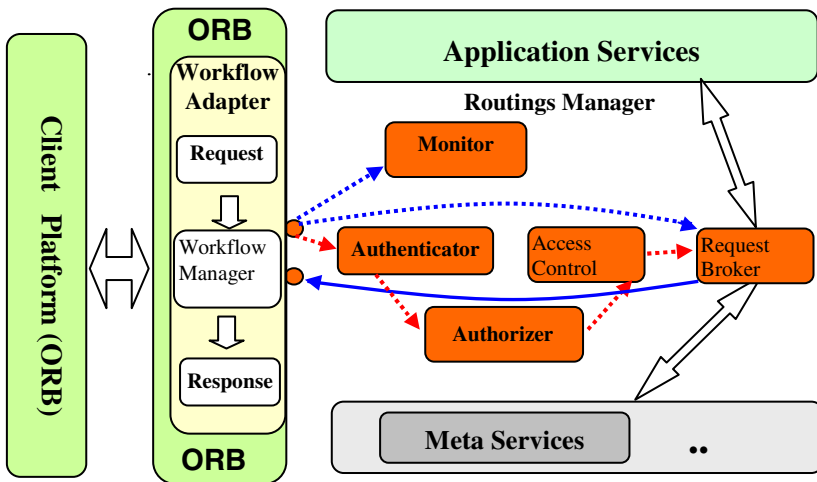 ORB
Application Services
Workflow
Adapter
Routings Manager
Client Platform (ORB)
Request
Monitor
Workflow
Manager
Authenticator
Access
Control
Request
Broker
Authorizer
Response
Meta Services
..
ORB